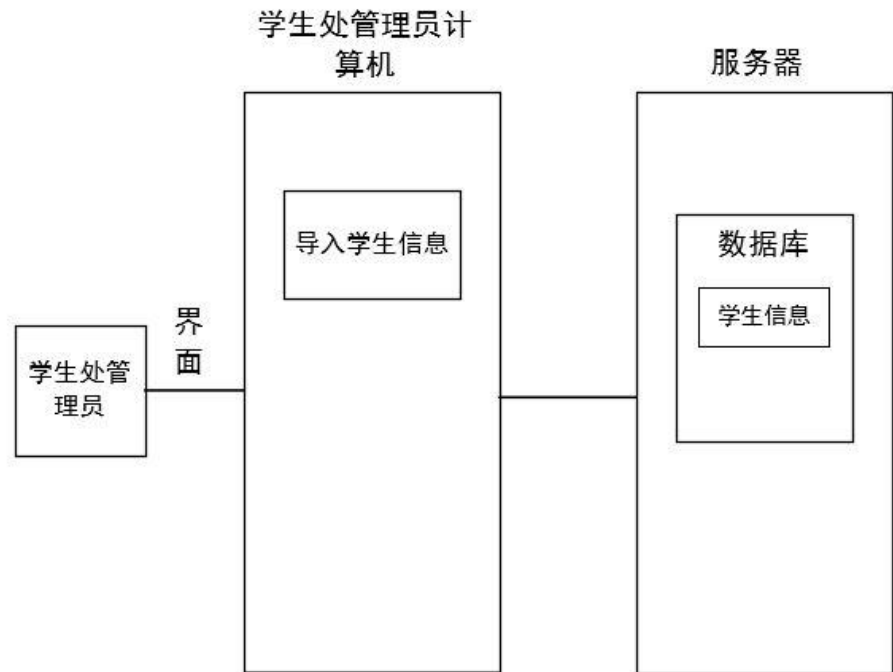 学生处管理员计
算机
服务器
导入学生信息
数据库
学生信息
界
面
学生处管
理员